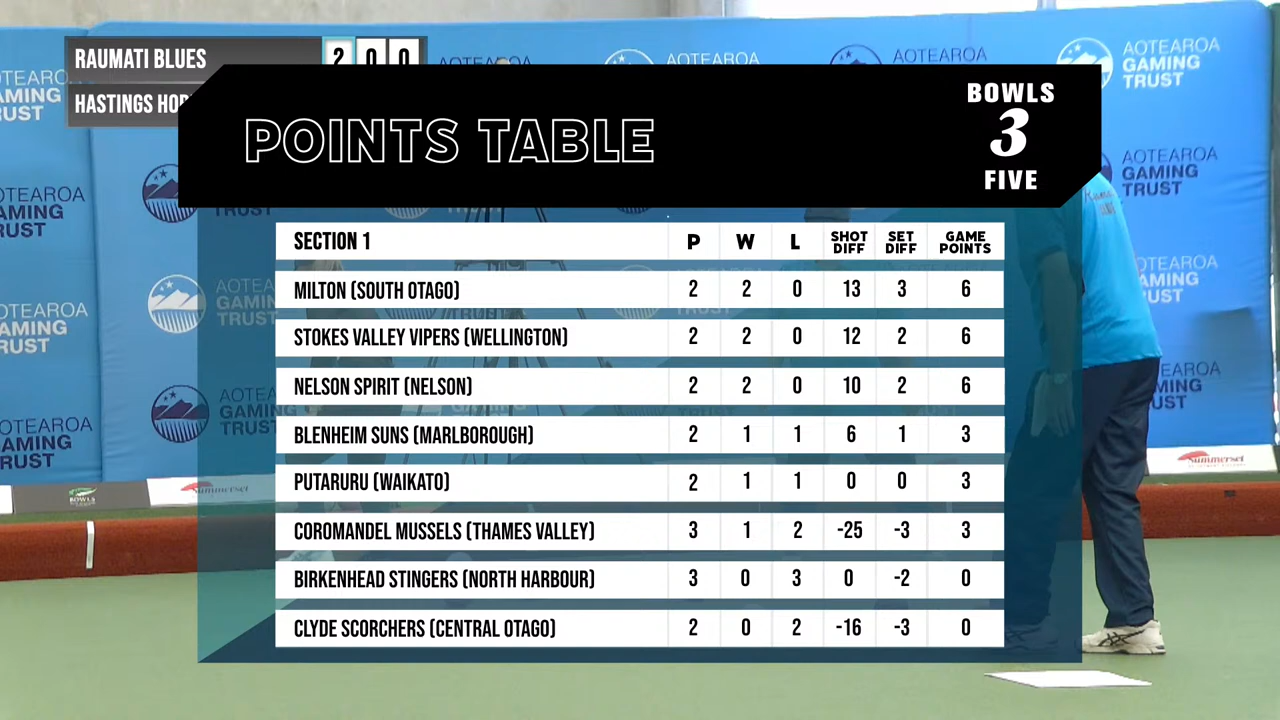 RAUMATI BLUES 2 0 0
HASTINGS HO
POINTS TABLE
BOWLS
3
FIVE
SECTION 1 P W L SHOT DIFF SET DIFF GAME POINTS
MILTON (SOUTH OTAGO) 2 2 0 13 3 6
STOKES VALLEY VIPERS (WELLINGTON) 2 2 0 12 2 6
NELSON SPIRIT (NELSON) 2 2 0 10 2 6
BLENHEIM SUNS (MARLBOROUGH) 2 1 1 6 1 3
PUTARURU (WAIKATO) 2 1 1 0 0 3
COROMANDEL MUSSELS (THAMES VALLEY) 3 1 2 -25 -3 3
BIRKENHEAD STINGERS (NORTH HARBOUR) 3 0 3 0 -2 0
CLYDE SCORCHERS (CENTRAL OTAGO) 2 0 2 -16 -3 0
AOTEAROA
GAMING
TRUST
AOTEAROA
GAMING
TRUST
AOTEAROA
GAMING
TRUST
Summerset
Summerset
BOWLS